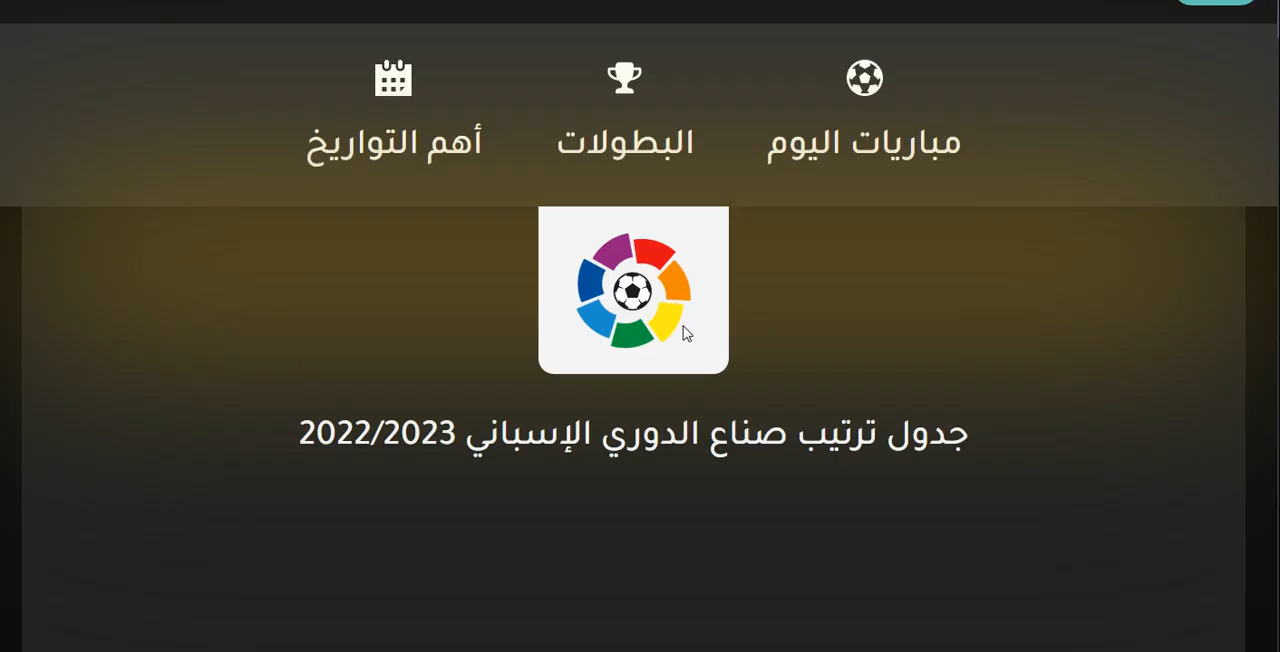 مباريات اليوم
البطولات
أهم التواريخ
جدول ترتيب صناع الدوري الإسباني 2022/2023